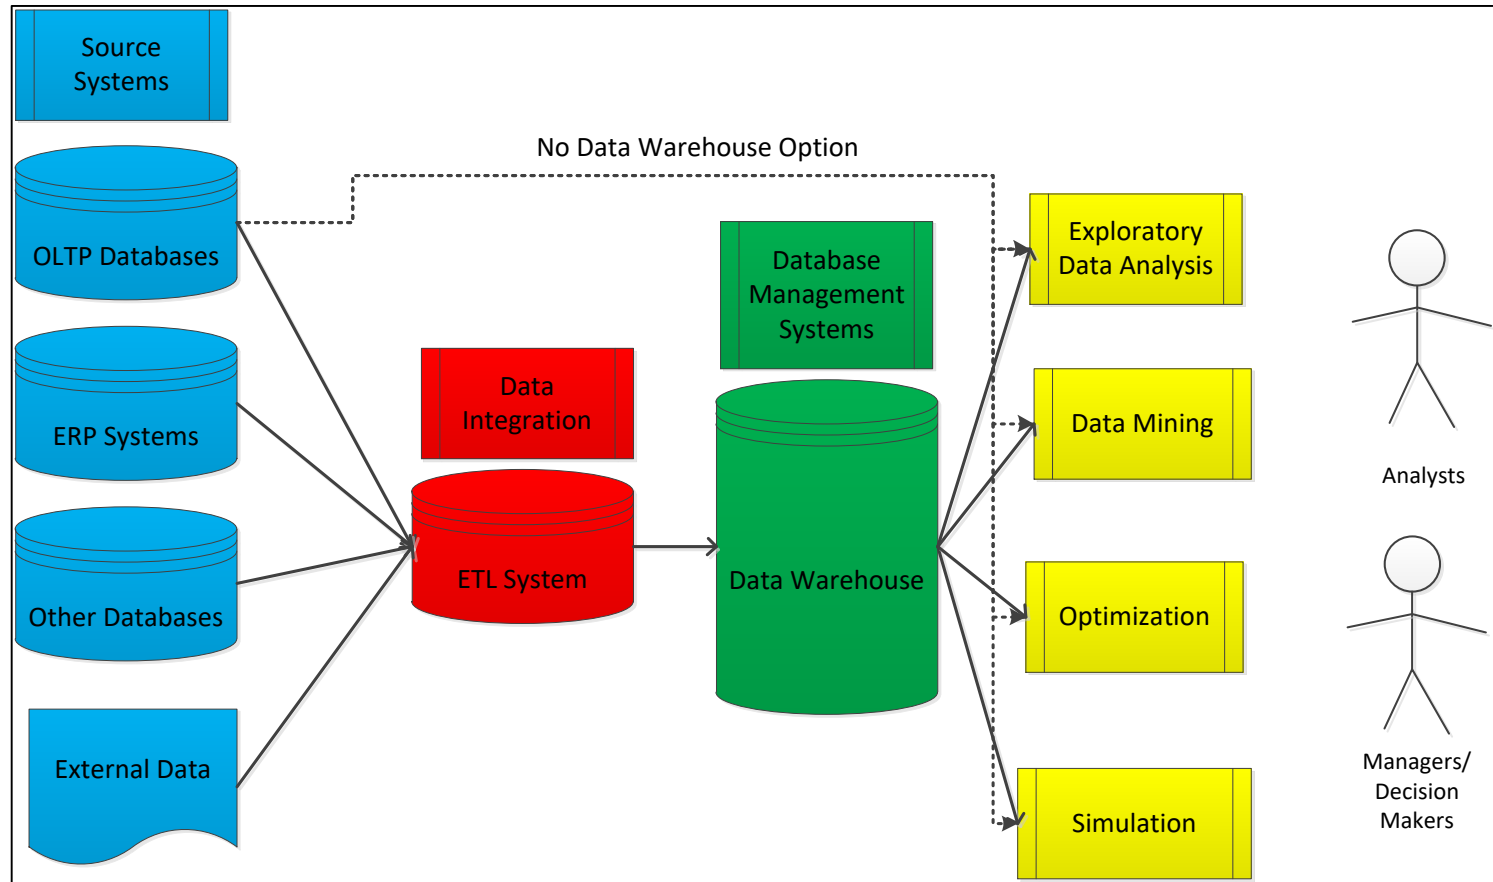 Source
Systems
No Data Warehouse Option
OLTP Databases
Exploratory
Data Analysis
Database
Management
Systems
Data
Integration
ERP Systems
Data Mining
Analysts
ETL System
Data Warehouse
Other Databases
Optimization
External Data
Simulation
Managers/
Decision
Makers